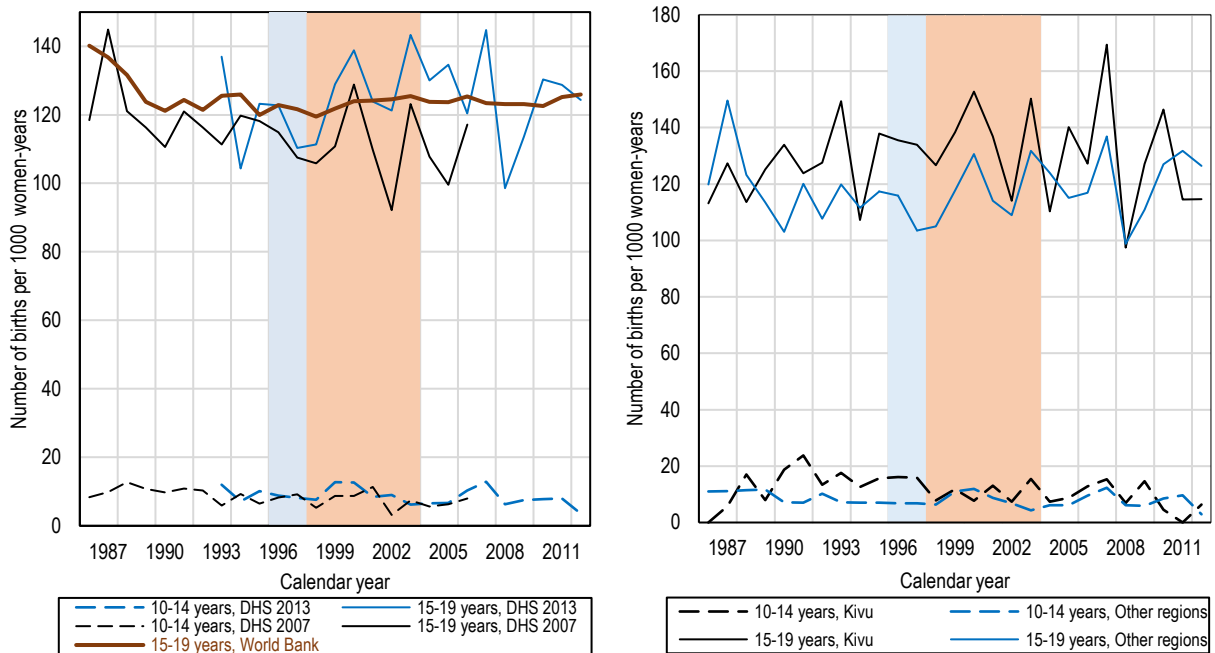 Number of births per 1000 women-years
140
120
100
80
60
40
20
0
1987 1990 1993 1996 1999 2002 2005 2008 2011
Calendar year
10-14 years, DHS 2013 15-19 years, DHS 2013
10-14 years, DHS 2007 15-19 years, DHS 2007
15-19 years, World Bank
Number of births per 1000 women-years
180
160
140
120
100
80
60
40
20
0
1987 1990 1993 1996 1999 2002 2005 2008 2011
Calendar year
10-14 years, Kivu 10-14 years, Other regions
15-19 years, Kivu 15-19 years, Other regions